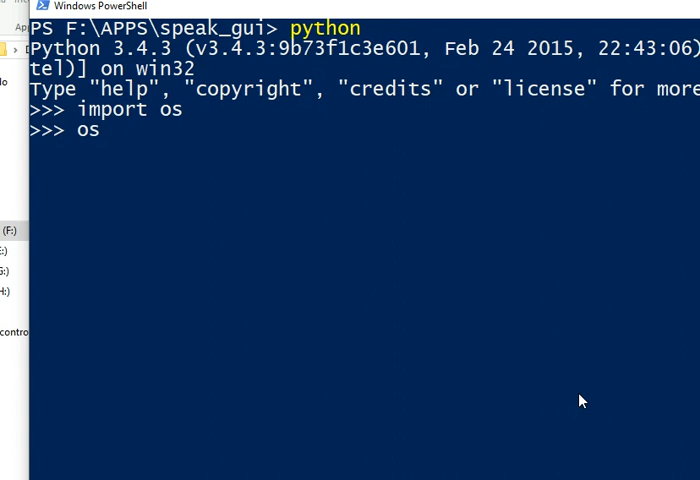 Windows PowerShell
PS F:\APPS\speak_gui> python
Python 3.4.3 (v3.4.3:9b73f1c3e601, Feb 24 2015, 22:43:06)
tel)] on win32
Type "help", "copyright", "credits" or "license" for more
>>> import os
>>> os
(F:)
E:)
G:)
H:)
contro